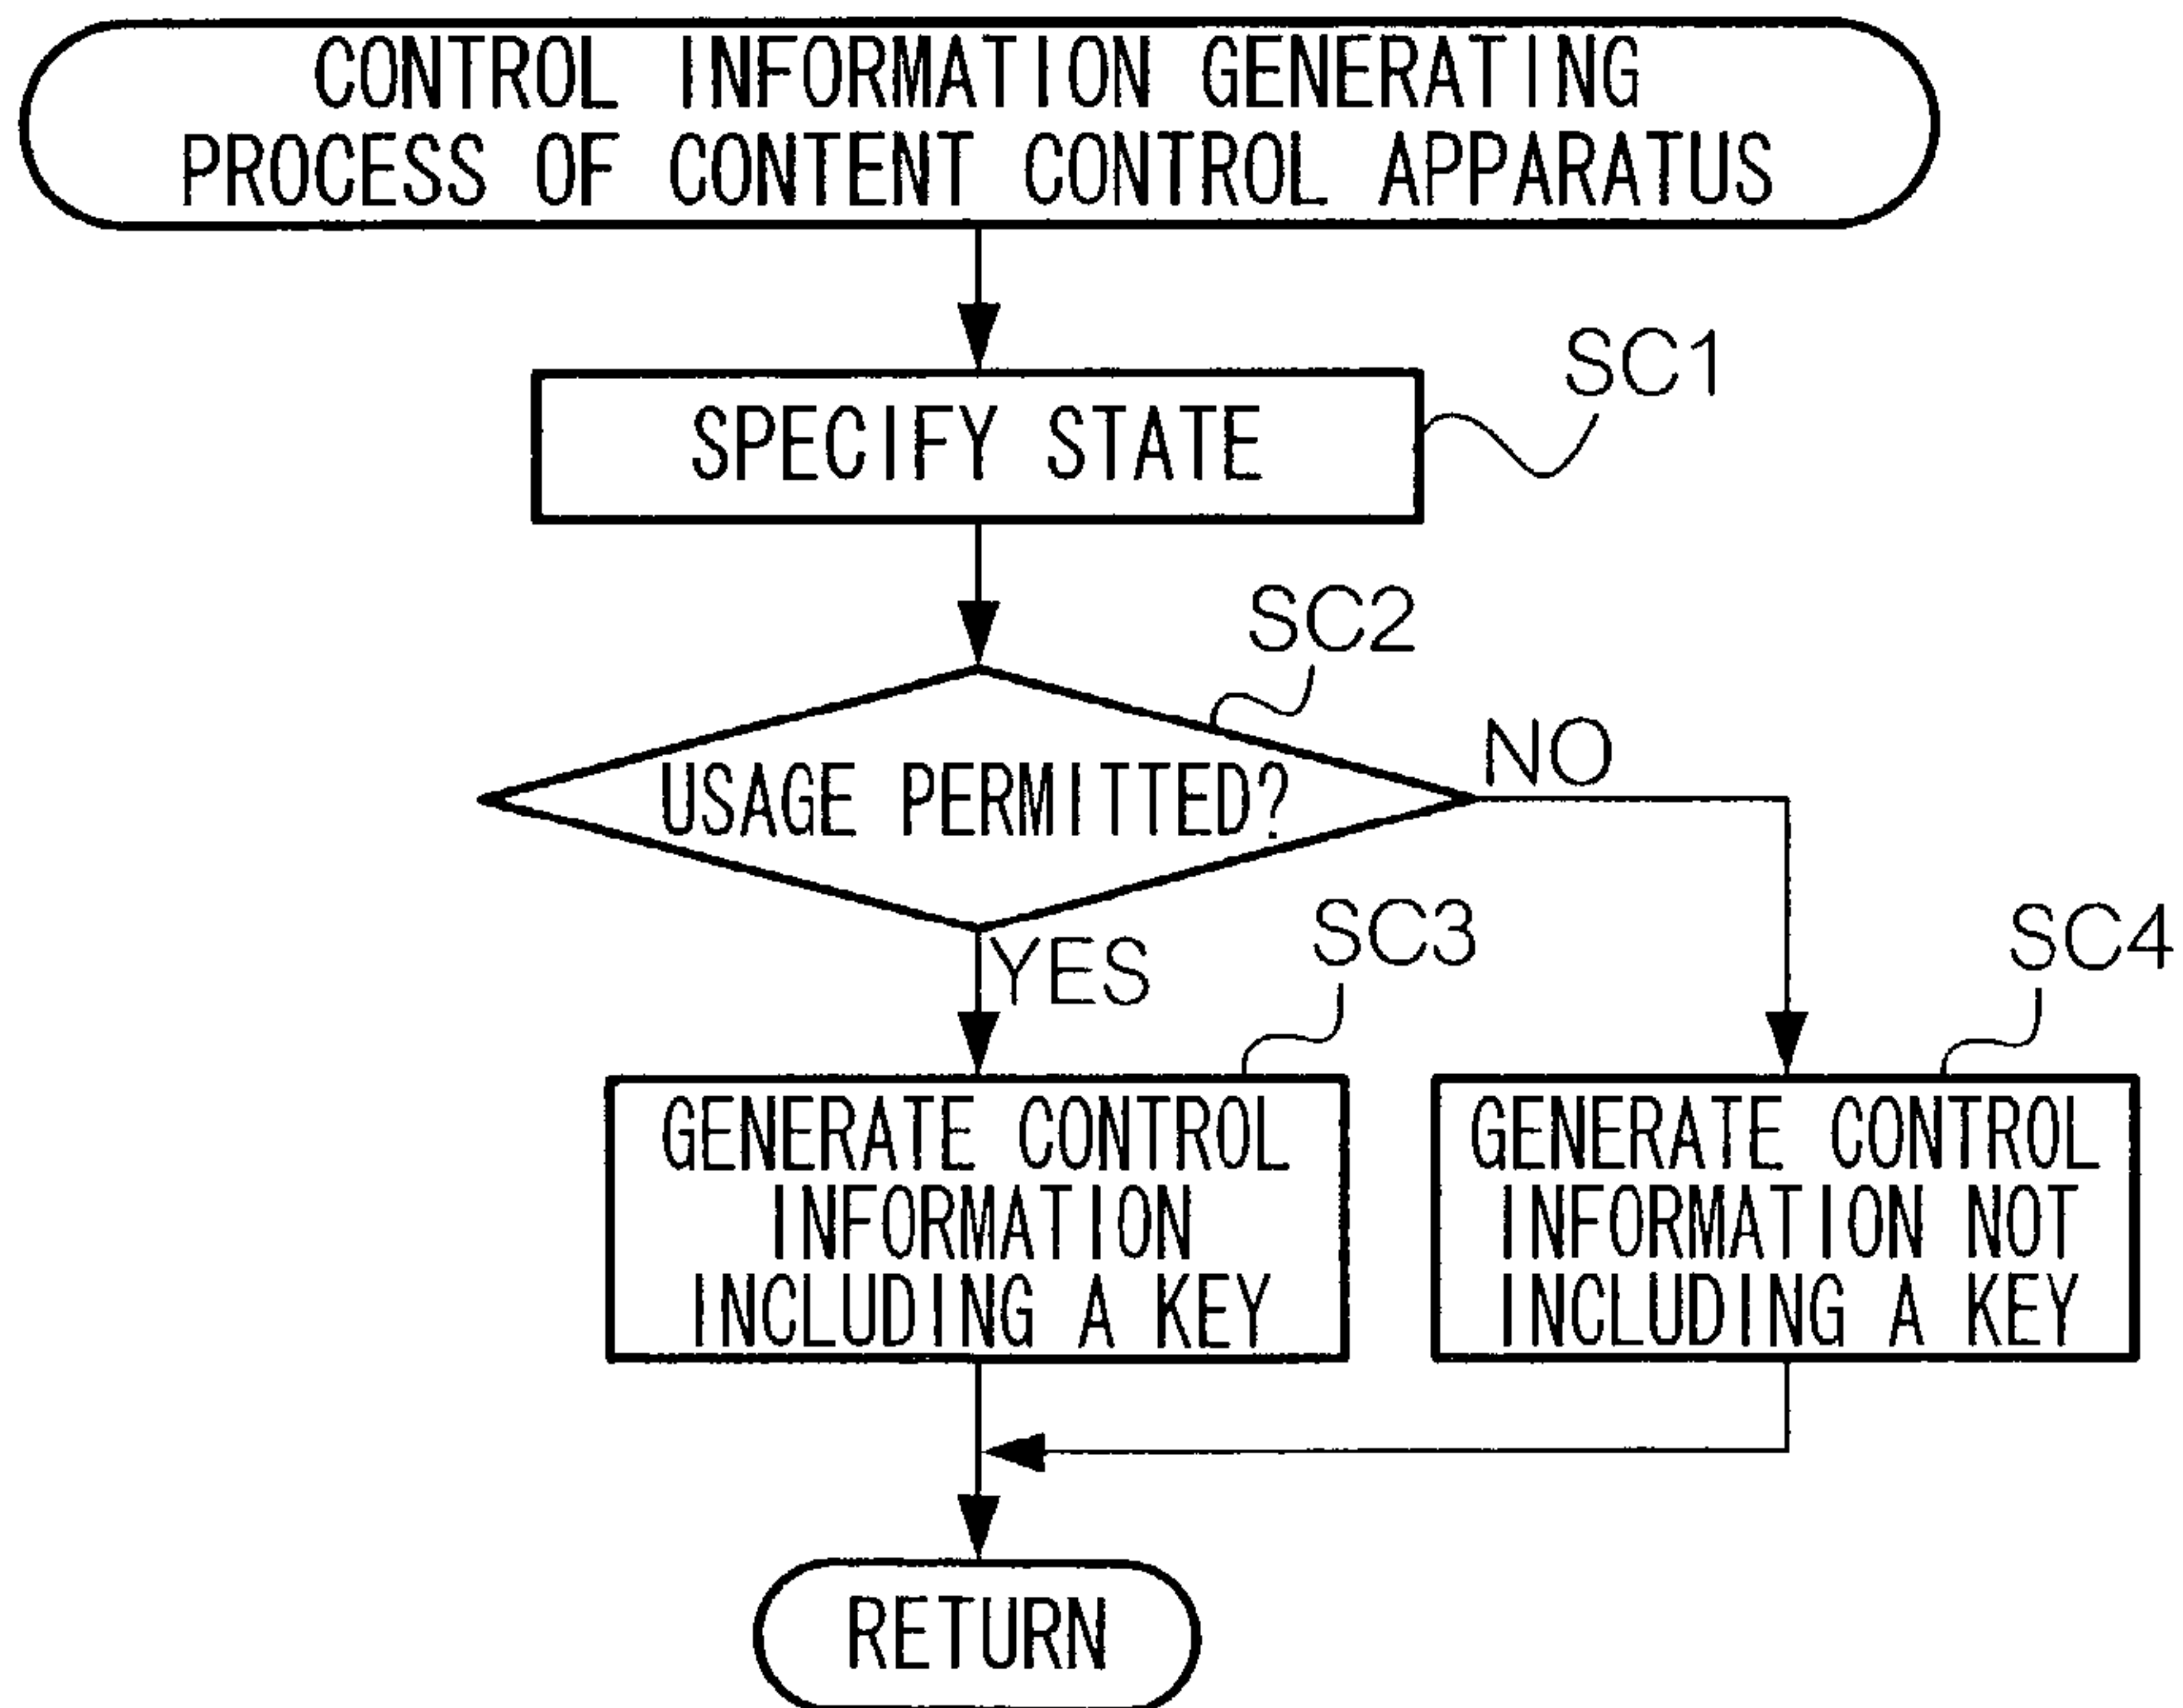 CONTROL INFORMATION GENERATING
PROCESS OF CONTENT CONTROL APPARATUS
SC1
SPECIFY STATE
SC2
NO
USAGE PERMITTED?
SC3
SC4
YES
GENERATE CONTROL
INFORMATION
INCLUDING A KEY
GENERATE CONTROL
INFORMATION NOT
INCLUDING A KEY
RETURN